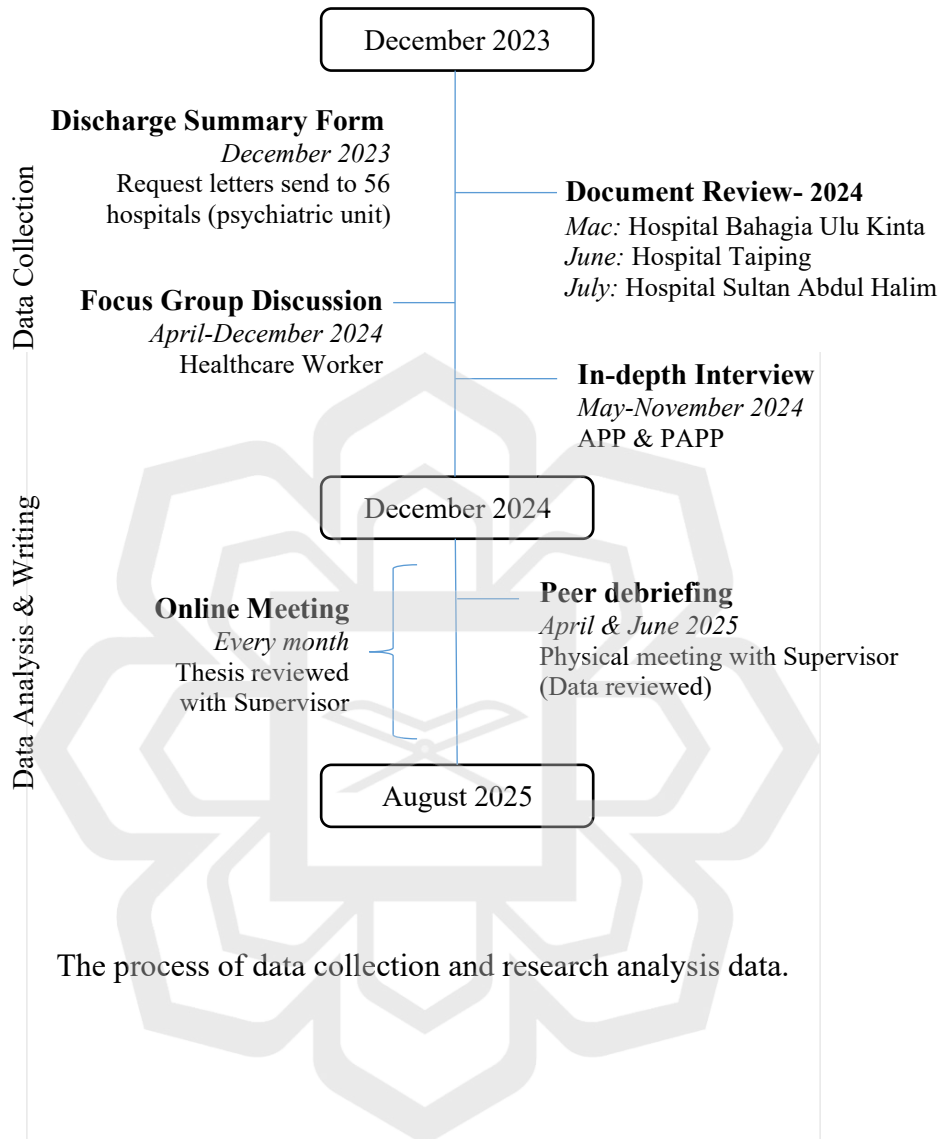 December 2023
Data Collection
Discharge Summary Form
December 2023
Request letters send to 56
hospitals (psychiatric unit)
Document Review- 2024
Mac: Hospital Bahagia Ulu Kinta
June: Hospital Taiping
July: Hospital Sultan Abdul Halim
Focus Group Discussion
April-December 2024
Healthcare Worker
In-depth Interview
May-November 2024
APP & PAPP
December 2024
Data Analysis & Writing
Online Meeting
Every month
Thesis reviewed
with Supervisor
Peer debriefing
April & June 2025
Physical meeting with Supervisor
(Data reviewed)
August 2025
The process of data collection and research analysis data.